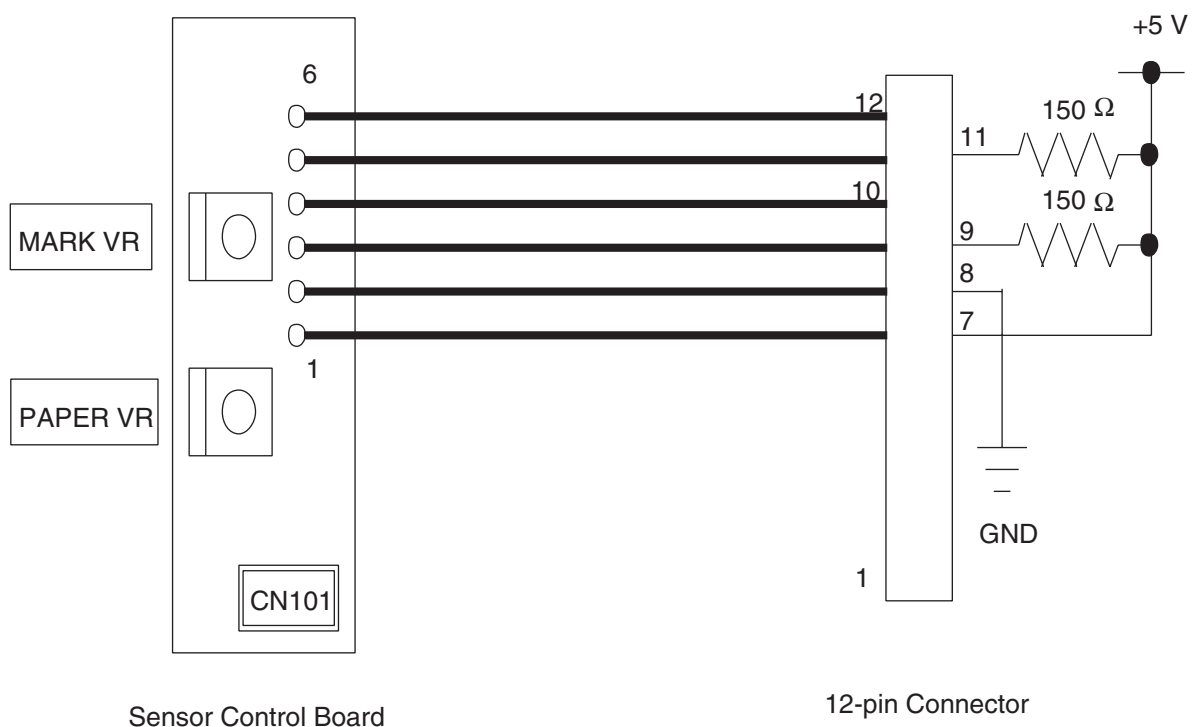 +5 V
6
12
150 Ω
11
10
150 Ω
MARK VR
9
8
7
1
PAPER VR
GND
1
CN101
12-pin Connector
Sensor Control Board